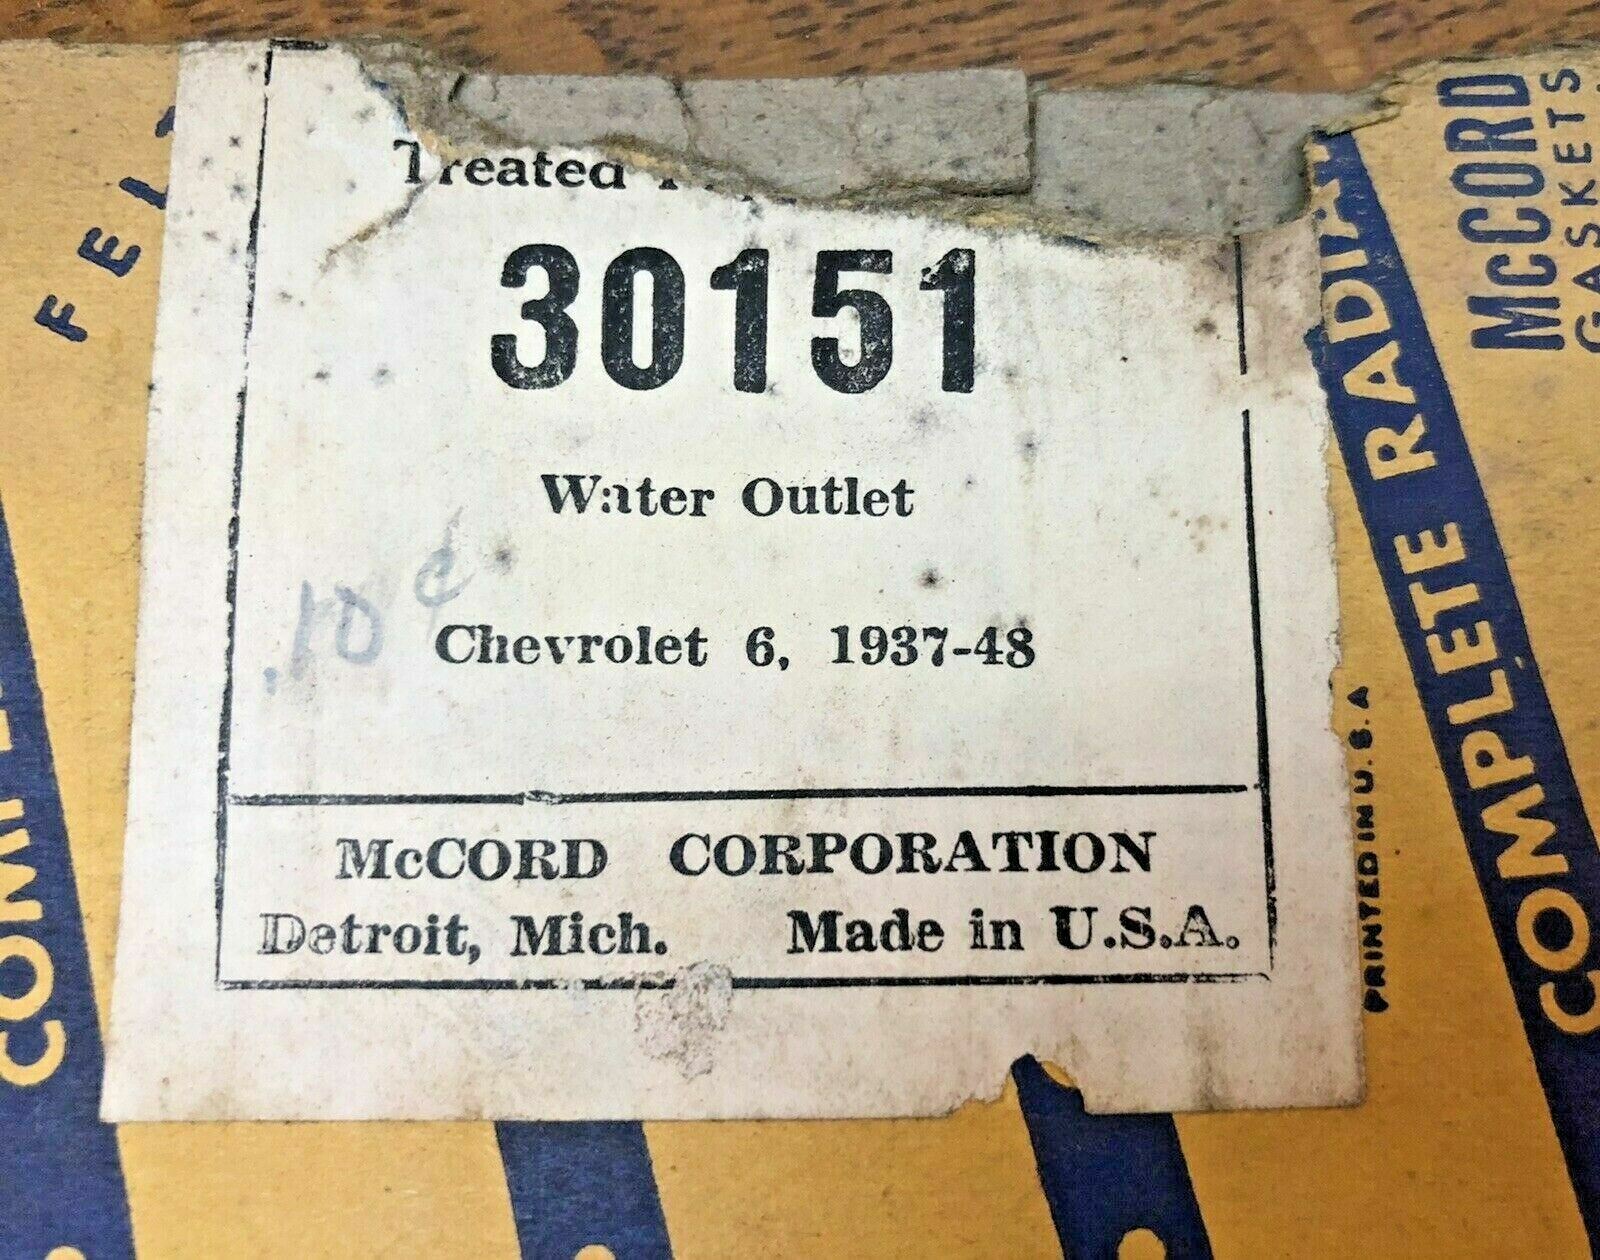 Treated
30151
Water Outlet
.10 ¢
Chevrolet 6, 1937-48
McCORD CORPORATION
Detroit, Mich. Made in U.S.A.
McCORD
GASKETS
COMPLETE
PRINTED IN U.S.A